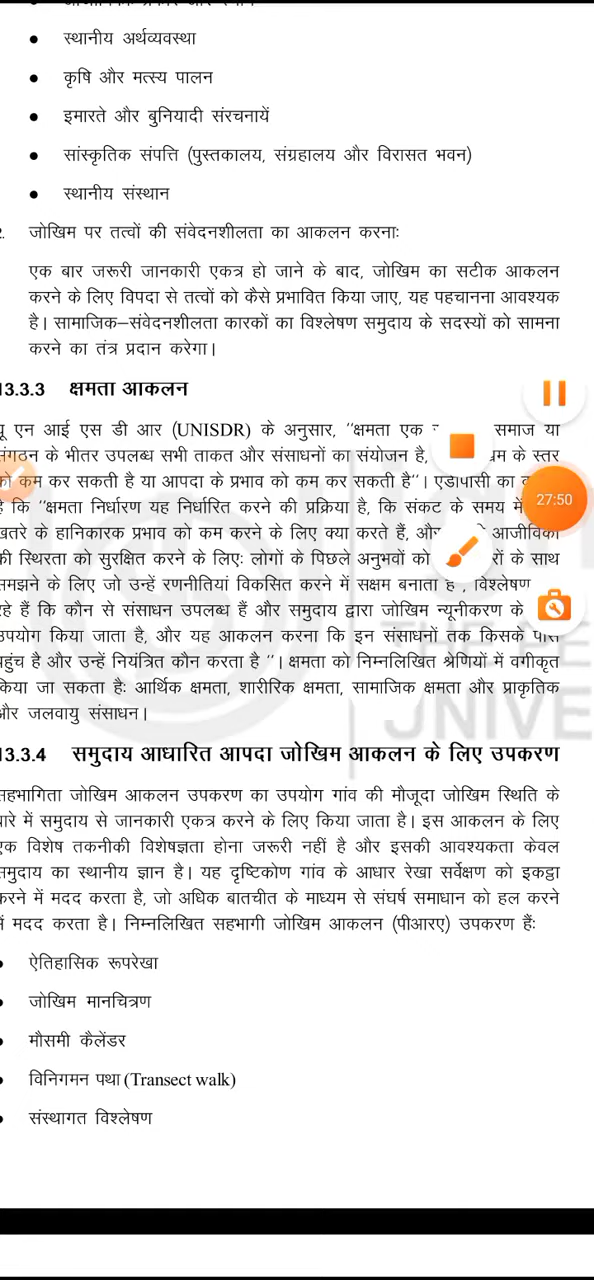 स्थानीय अर्थव्यवस्था
कृषि और मत्स्य पालन
इमारते और बुनियादी संरचनायें
सांस्कृतिक संपत्ति (पुस्तकालय, संग्रहालय और विरासत भवन)
स्थानीय संस्थान
2. जोखिम पर तत्वों की संवेदनशीलता का आकलन करनाः
एक बार जरूरी जानकारी एकत्र हो जाने के बाद, जोखिम का सटीक आकलन
करने के लिए विपदा से तत्वों को कैसे प्रभावित किया जाए, यह पहचानना आवश्यक
है। सामाजिक–संवेदनशीलता कारकों का विश्लेषण समुदाय के सदस्यों को सामना
करने का तंत्र प्रदान करेगा।
13.3.3 क्षमता आकलन
यू एन आई एस डी आर (UNISDR) के अनुसार, ''क्षमता एक समाज या
संगठन के भीतर उपलब्ध सभी ताकत और संसाधनों का संयोजन है, के स्तर
को कम कर सकती है या आपदा के प्रभाव को कम कर सकती है''। एडीपीसी का
27:50
है कि ''क्षमता निर्धारण यह निर्धारित करने की प्रक्रिया है, कि संकट के समय में
खतरे के हानिकारक प्रभाव को कम करने के लिए क्या करते हैं, और आजीविका
की स्थिरता को सुरक्षित करने के लिएः लोगों के पिछले अनुभवों को के साथ
समझने के लिए जो उन्हें रणनीतियां विकसित करने में सक्षम बनाता है, विश्लेषण
रहे हैं कि कौन से संसाधन उपलब्ध हैं और समुदाय द्वारा जोखिम न्यूनीकरण के
उपयोग किया जाता है, और यह आकलन करना कि इन संसाधनों तक किसके पास
पहुंच है और उन्हें नियंत्रित कौन करता है ''। क्षमता को निम्नलिखित श्रेणियों में वगीकृत
किया जा सकता हैः आर्थिक क्षमता, शारीरिक क्षमता, सामाजिक क्षमता और प्राकृतिक
और जलवायु संसाधन।
13.3.4 समुदाय आधारित आपदा जोखिम आकलन के लिए उपकरण
सहभागिता जोखिम आकलन उपकरण का उपयोग गांव की मौजूदा जोखिम स्थिति के
बारे में समुदाय से जानकारी एकत्र करने के लिए किया जाता है। इस आकलन के लिए
एक विशेष तकनीकी विशेषज्ञता होना जरूरी नहीं है और इसकी आवश्यकता केवल
समुदाय का स्थानीय ज्ञान है। यह दृष्टिकोण गांव के आधार रेखा सर्वेक्षण को इकट्ठा
करने में मदद करता है, जो अधिक बातचीत के माध्यम से संघर्ष समाधान को हल करने
में मदद करता है। निम्नलिखित सहभागी जोखिम आकलन (पीआरए) उपकरण हैंः
ऐतिहासिक रूपरेखा
जोखिम मानचित्रण
मौसमी कैलेंडर
विनिगमन पथा (Transect walk)
संस्थागत विश्लेषण